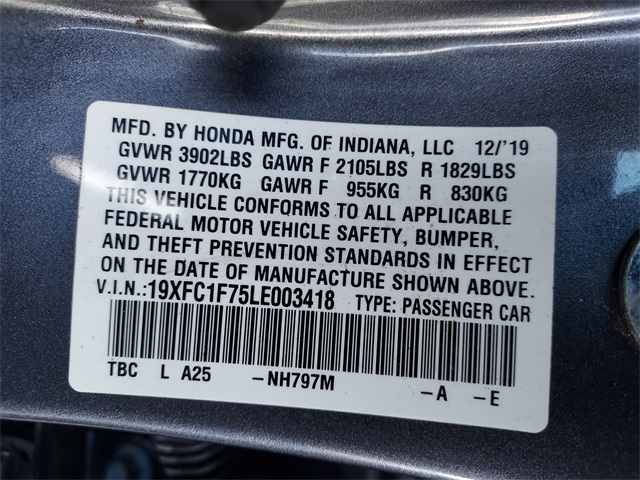 MFD. BY HONDA MFG. OF INDIANA, LLC 12/'19
GVWR 3902LBS GAWR F 2105LBS R 1829LBS
GVWR 1770KG GAWR F 955KG R 830KG
THIS VEHICLE CONFORMS TO ALL APPLICABLE
FEDERAL MOTOR VEHICLE SAFETY, BUMPER,
AND THEFT PREVENTION STANDARDS IN EFFECT
ON THE DATE OF MANUFACTURE SHOWN ABOVE.
V.I.N.:19XFC1F75LE003418 TYPE: PASSENGER CAR
TBC L A25 -NH797M -A -E